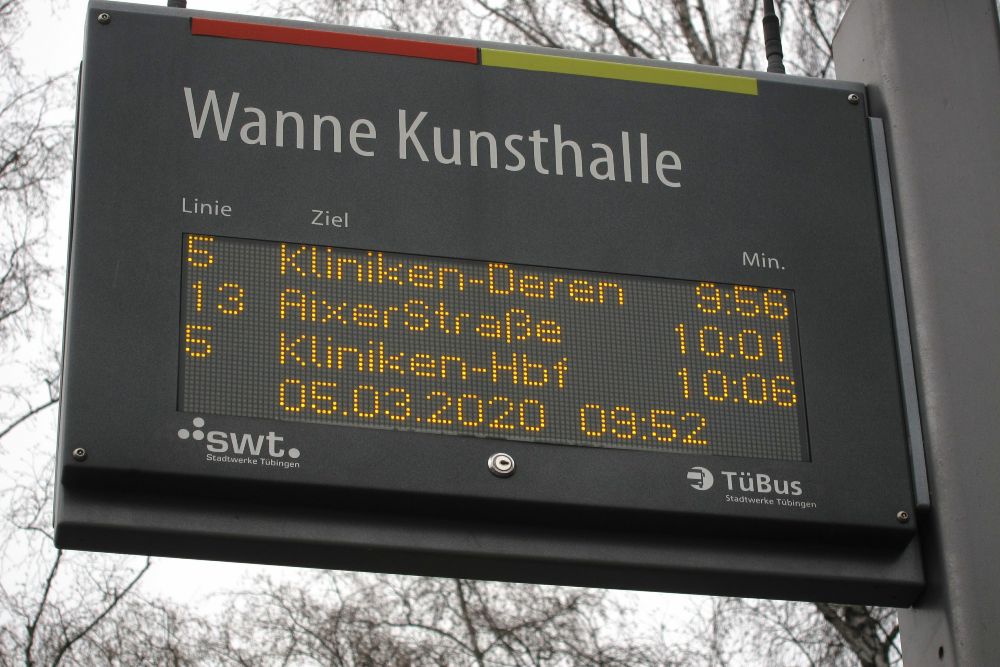 Wanne Kunsthalle
Linie Ziel Min.
5 Kliniken-Deren 9:56
13 AixerStraße 10:01
5 Kliniken-Hbf 10:06
05.03.2020 09:52
swt.
Stadtwerke Tübingen
TüBus
Stadtwerke Tübingen